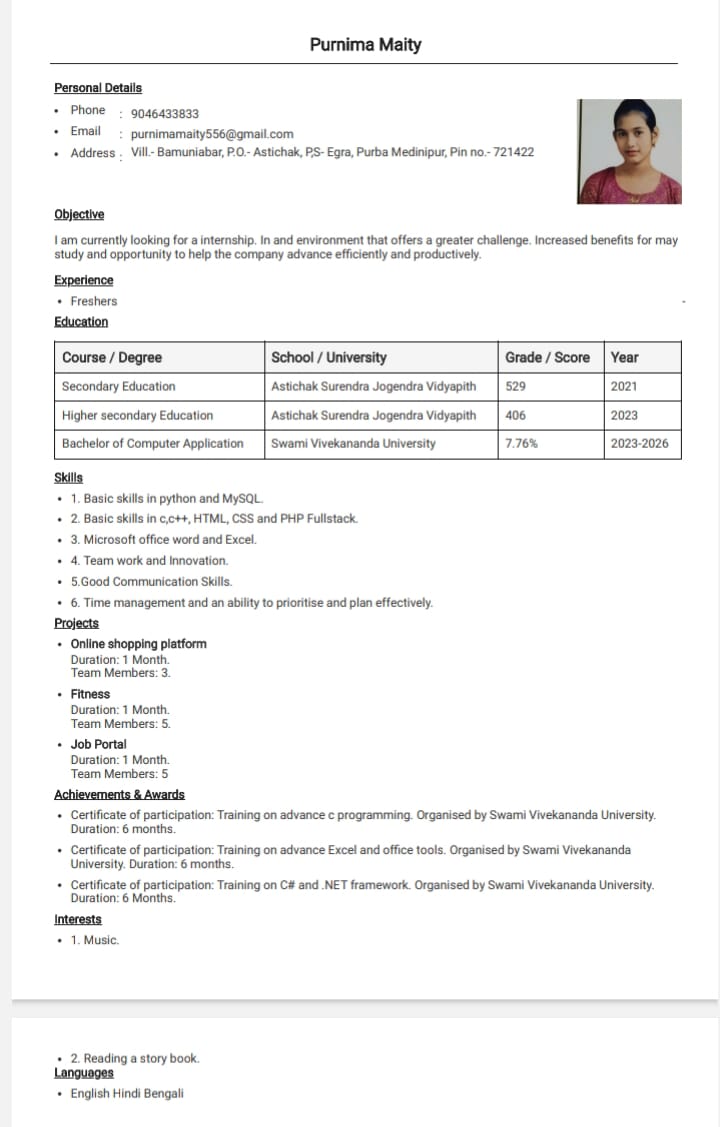 Purnima Maity
Personal Details
• Phone : 9046433833
• Email : purnimamaity556@gmail.com
• Address : Vill.- Bamuniabar, P.O.- Astichak, P,S- Egra, Purba Medinipur, Pin no.- 721422
Objective
I am currently looking for a internship. In and environment that offers a greater challenge. Increased benefits for may
study and opportunity to help the company advance efficiently and productively.
Experience
• Freshers
Education
Course / Degree School / University Grade / Score Year
Secondary Education Astichak Surendra Jogendra Vidyapith 529 2021
Higher secondary Education Astichak Surendra Jogendra Vidyapith 406 2023
Bachelor of Computer Application Swami Vivekananda University 7.76% 2023-2026
Skills
• 1. Basic skills in python and MySQL.
• 2. Basic skills in c,c++, HTML, CSS and PHP Fullstack.
• 3. Microsoft office word and Excel.
• 4. Team work and Innovation.
• 5.Good Communication Skills.
• 6. Time management and an ability to prioritise and plan effectively.
Projects
• Online shopping platform
Duration: 1 Month.
Team Members: 3.
• Fitness
Duration: 1 Month.
Team Members: 5.
• Job Portal
Duration: 1 Month.
Team Members: 5
Achievements & Awards
• Certificate of participation: Training on advance c programming. Organised by Swami Vivekananda University.
Duration: 6 months.
• Certificate of participation: Training on advance Excel and office tools. Organised by Swami Vivekananda
University. Duration: 6 months.
• Certificate of participation: Training on C# and .NET framework. Organised by Swami Vivekananda University.
Duration: 6 Months.
Interests
• 1. Music.
• 2. Reading a story book.
Languages
• English Hindi Bengali